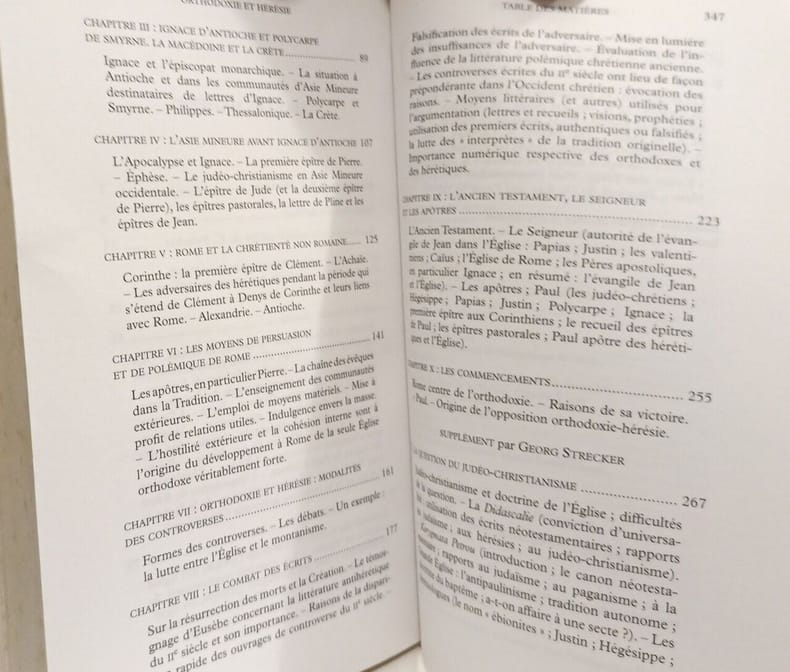 ORTHODOXIE ET HÉRÉSIE
CHAPITRE III : IGNACE D'ANTIOCHE ET POLYCARPE
DE SMYRNE. LA MACÉDOINE ET LA CRÈTE .......... 89
Ignace et l'épiscopat monarchique. – La situation à
Antioche et dans les communautés d'Asie Mineure
destinataires de lettres d'Ignace. – Polycarpe et
Smyrne. – Philippes. – Thessalonique. – La Crète.
CHAPITRE IV : L'ASIE MINEURE AVANT IGNACE D'ANTIOCHE 107
L'Apocalypse et Ignace. – La première épître de Pierre.
– Éphèse. – Le judéo-christianisme en Asie Mineure
occidentale. – L'épître de Jude (et la deuxième épître
de Pierre), les épîtres pastorales, la lettre de Pline et les
épîtres de Jean.
CHAPITRE V : ROME ET LA CHRÉTIENTÉ NON ROMAINE...... 125
Corinthe : la première épître de Clément. – L'Achaïe.
– Les adversaires des hérétiques pendant la période qui
s'étend de Clément à Denys de Corinthe et leurs liens
avec Rome. – Alexandrie. – Antioche.
CHAPITRE VI : LES MOYENS DE PERSUASION
ET DE POLÉMIQUE DE ROME .......... 141
Les apôtres, en particulier Pierre. – La chaîne des évêques
dans la Tradition. – L'enseignement des communautés
extérieures. – L'emploi de moyens matériels. – Mise à
profit de relations utiles. – Indulgence envers la masse.
– L'hostilité extérieure et la cohésion interne sont à
l'origine du développement à Rome de la seule Église
orthodoxe véritablement forte.
CHAPITRE VII : ORTHODOXIE ET HÉRÉSIE : MODALITÉS
DES CONTROVERSES .......... 161
Formes des controverses. – Les débats. – Un exemple :
la lutte entre l'Église et le montanisme.
CHAPITRE VIII : LE COMBAT DES ÉCRITS .......... 177
Sur la résurrection des morts et la Création. – Le témoi-
gnage d'Eusèbe concernant la littérature antihérétique
du IIe siècle et son importance. – Raisons de la dispari-
rapide des ouvrages de controverse du IIe siècle. –
TABLE DES MATIÈRES 347
Falsification des écrits de l'adversaire. – Mise en lumière
des insuffisances de l'adversaire. – Évaluation de l'in-
fluence de la littérature polémique chrétienne ancienne.
– Les controverses écrites du IIe siècle ont lieu de façon
prépondérante dans l'Occident chrétien : évocation des
raisons. – Moyens littéraires (et autres) utilisés pour
l'argumentation (lettres et recueils ; visions, prophéties ;
utilisation des premiers écrits, authentiques ou falsifiés ;
la lutte des « interprètes » de la tradition originelle). –
Importance numérique respective des orthodoxes et
des hérétiques.
CHAPITRE IX : L'ANCIEN TESTAMENT, LE SEIGNEUR
ET LES APÔTRES .......... 223
L'Ancien Testament. – Le Seigneur (autorité de l'évan-
gile de Jean dans l'Église : Papias ; Justin ; les valenti-
niens ; Caïus ; l'Église de Rome ; les Pères apostoliques,
en particulier Ignace ; en résumé : l'évangile de Jean
et l'Église). – Les apôtres ; Paul (les judéo-chrétiens ;
Hégésippe ; Papias ; Justin ; Polycarpe ; Ignace ; la
première épître aux Corinthiens ; le recueil des épîtres
de Paul ; les épîtres pastorales ; Paul apôtre des héréti-
ques et l'Église).
CHAPITRE X : LES COMMENCEMENTS .......... 255
Rome centre de l'orthodoxie. – Raisons de sa victoire.
– Paul. – Origine de l'opposition orthodoxie-hérésie.
SUPPLÉMENT par GEORG STRECKER
LA QUESTION DU JUDÉO-CHRISTIANISME .......... 267
Judéo-christianisme et doctrine de l'Église ; difficultés
de la question. – La Didascalie (conviction d'universa-
lité ; utilisation des écrits néotestamentaires ; rapports
au judaïsme ; aux hérésies ; au judéo-christianisme).
Kerygmata Petrou (introduction ; le canon néotesta-
mentaire ; rapports au judaïsme ; au paganisme ; à la
Grande Église : l'antipaulinisme ; tradition autonome ;
du baptême ; a-t-on affaire à une secte ?). – Les
(le nom « ébionites » ; Justin ; Hégésippe ;